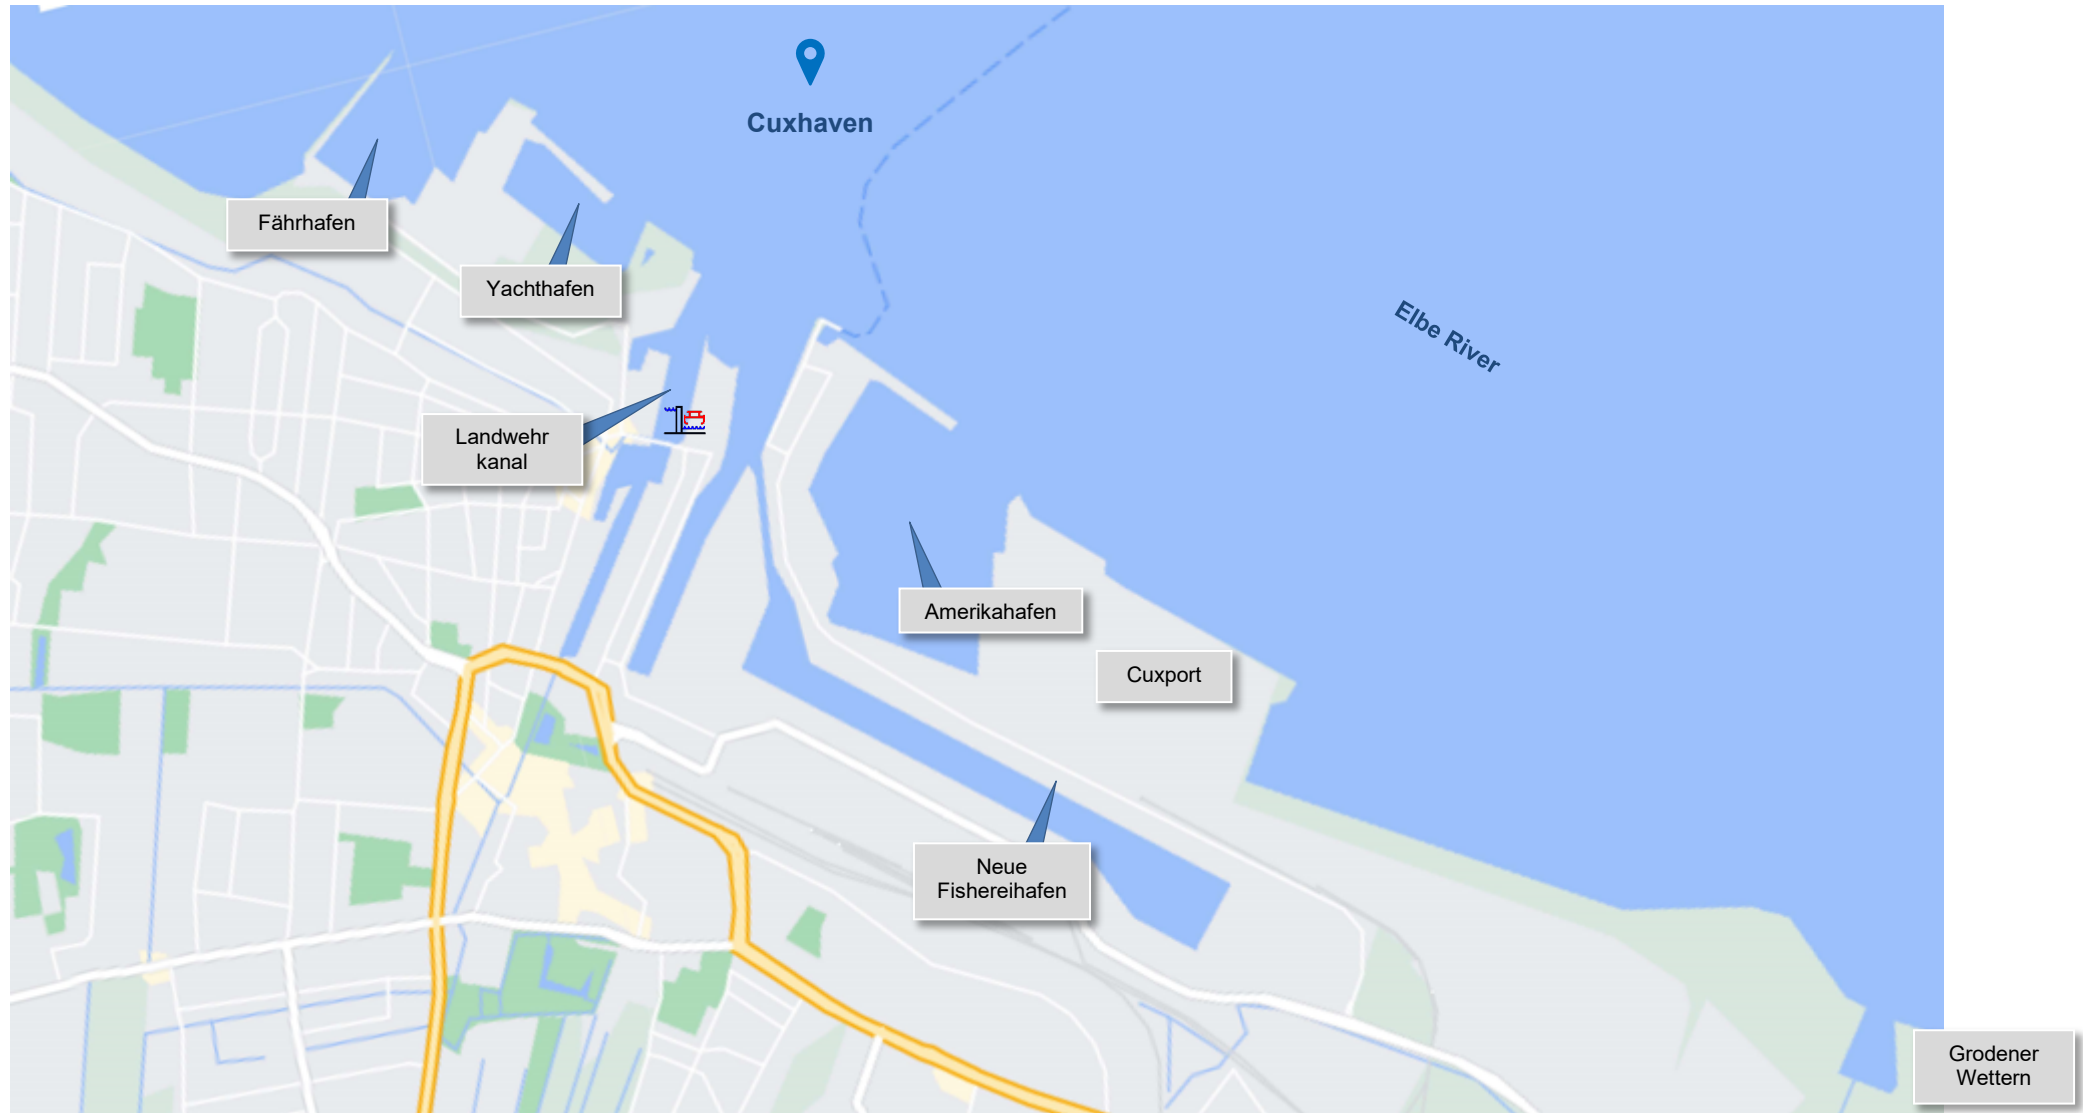 Cuxhaven
Fährhafen
Yachthafen
Elbe River
Landwehr
kanal
Amerikahafen
Cuxport
Neue
Fishereihafen
Grodener
Wettern